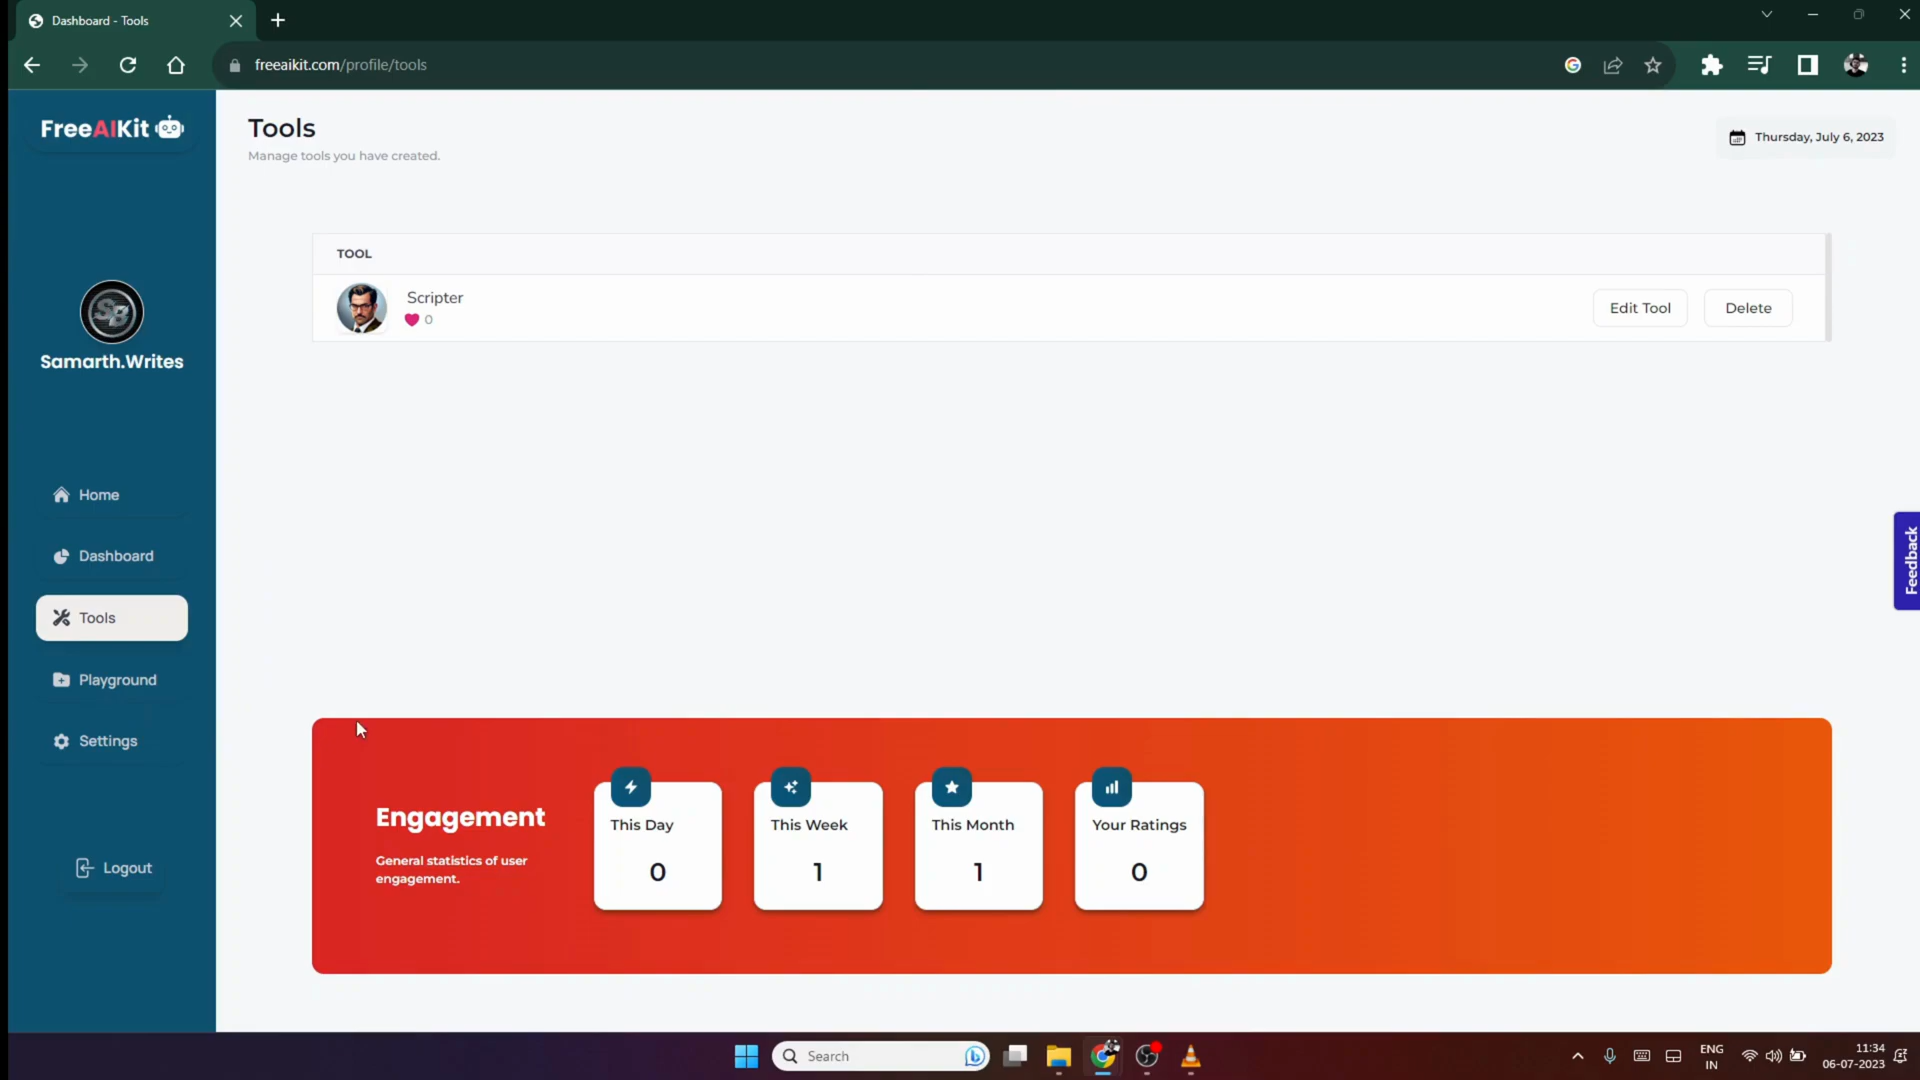 Dashboard - Tools
freeaikit.com/profile/tools
FreeAIKit
Samarth.Writes
Home
Dashboard
Tools
Playground
Settings
Logout
Tools
Manage tools you have created.
Thursday, July 6, 2023
TOOL
Scripter
0
Edit Tool
Delete
Feedback
Engagement
General statistics of user
engagement.
This Day
0
This Week
1
This Month
1
Your Ratings
0
Search
ENG
IN
11:34
06-07-2023